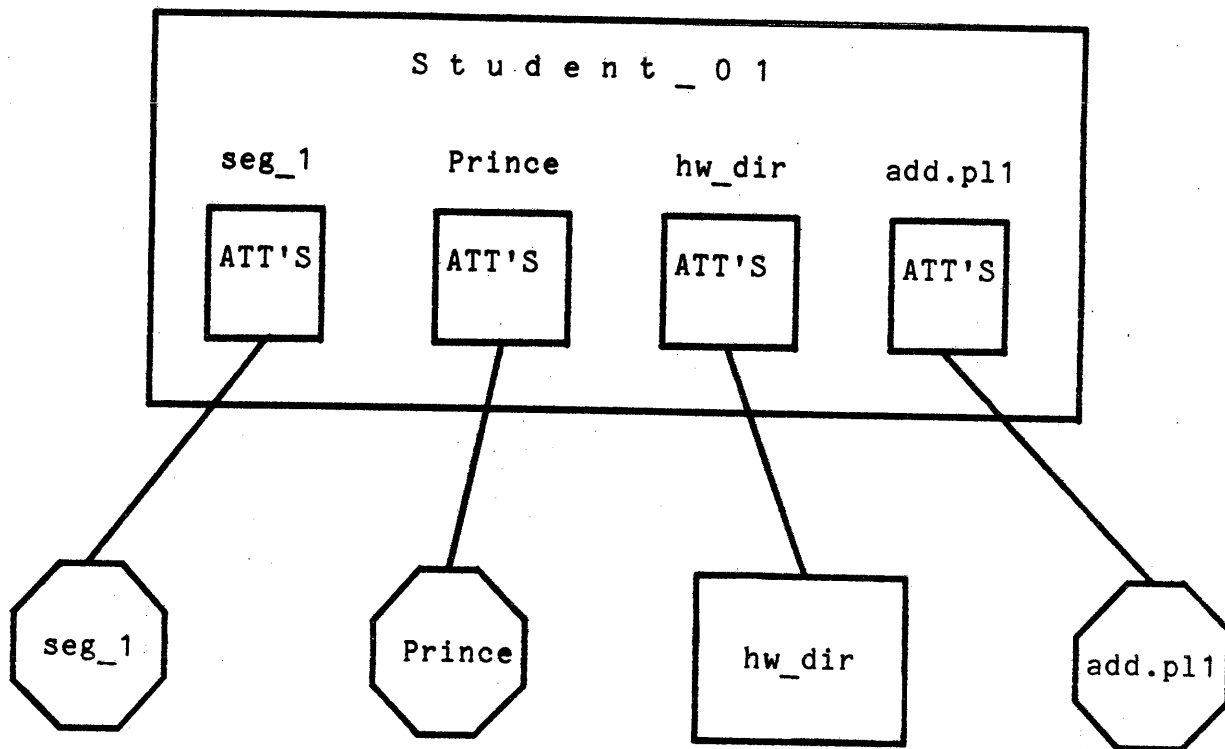 Student_01
seg_1 Prince hw_dir add.pl1
ATT'S ATT'S ATT'S ATT'S
seg_1 Prince hw_dir add.pl1